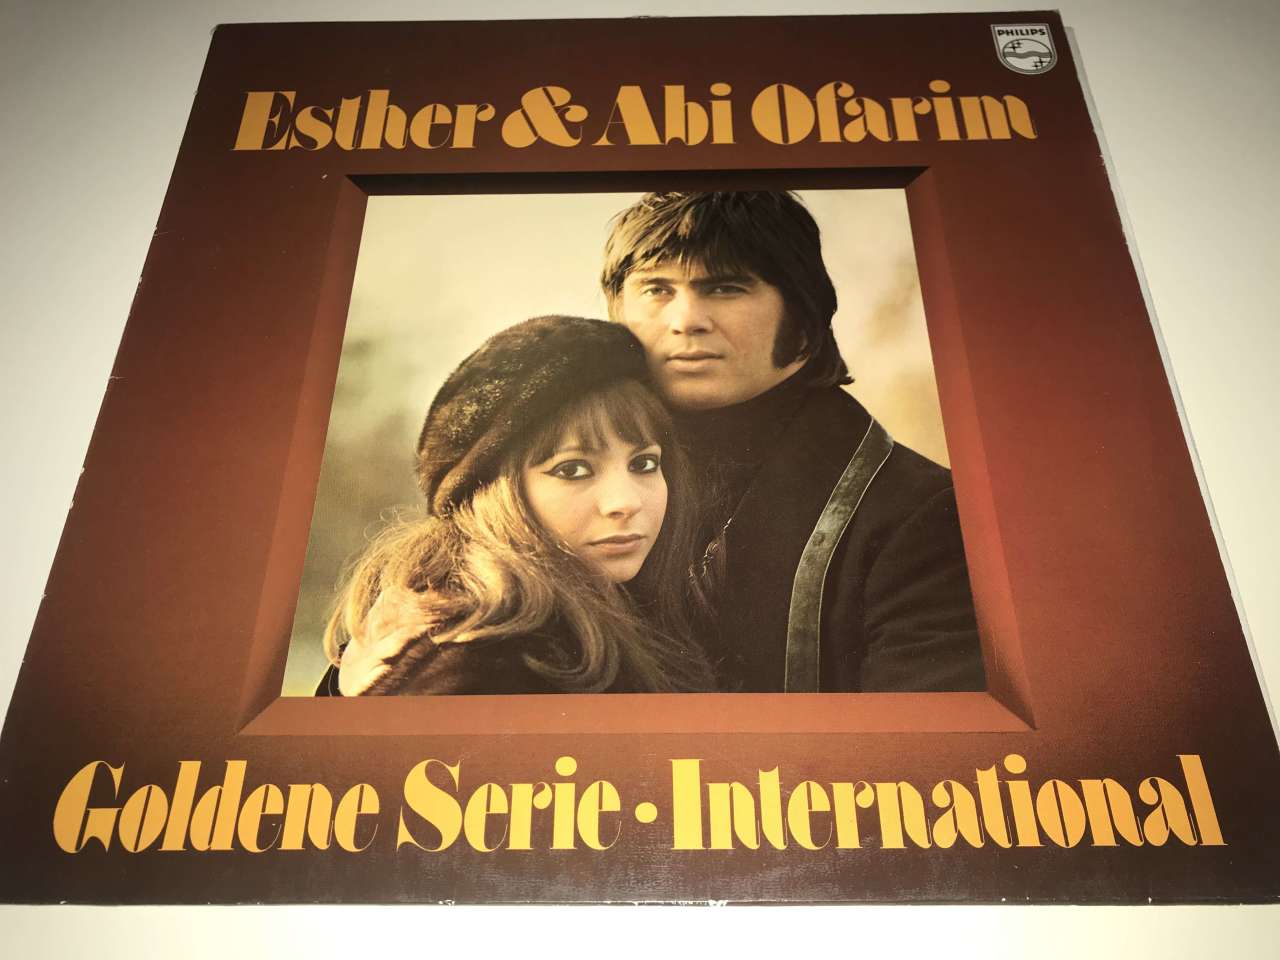 PHILIPS
Esther & Abi Ofarim
Goldene Serie · International